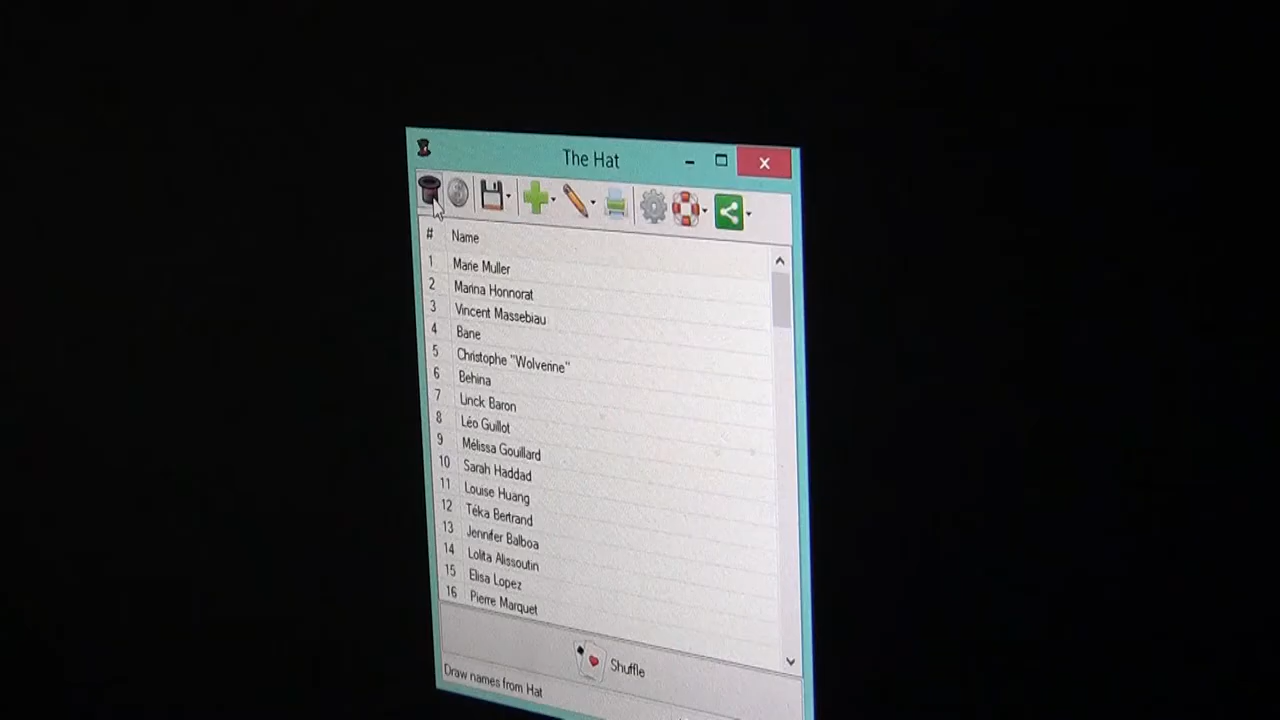 The Hat
# Name
1 Marie Muller
2 Marina Honnorat
3 Vincent Massebiau
4 Bane
5 Christophe "Wolverine"
6 Behina
7 Linck Baron
8 Léo Guillot
9 Mélissa Gouillard
10 Sarah Haddad
11 Louise Huang
12 Téka Bertrand
13 Jennifer Balboa
14 Lolita Alissoutin
15 Elisa Lopez
16 Pierre Marquet
Shuffle
Draw names from Hat